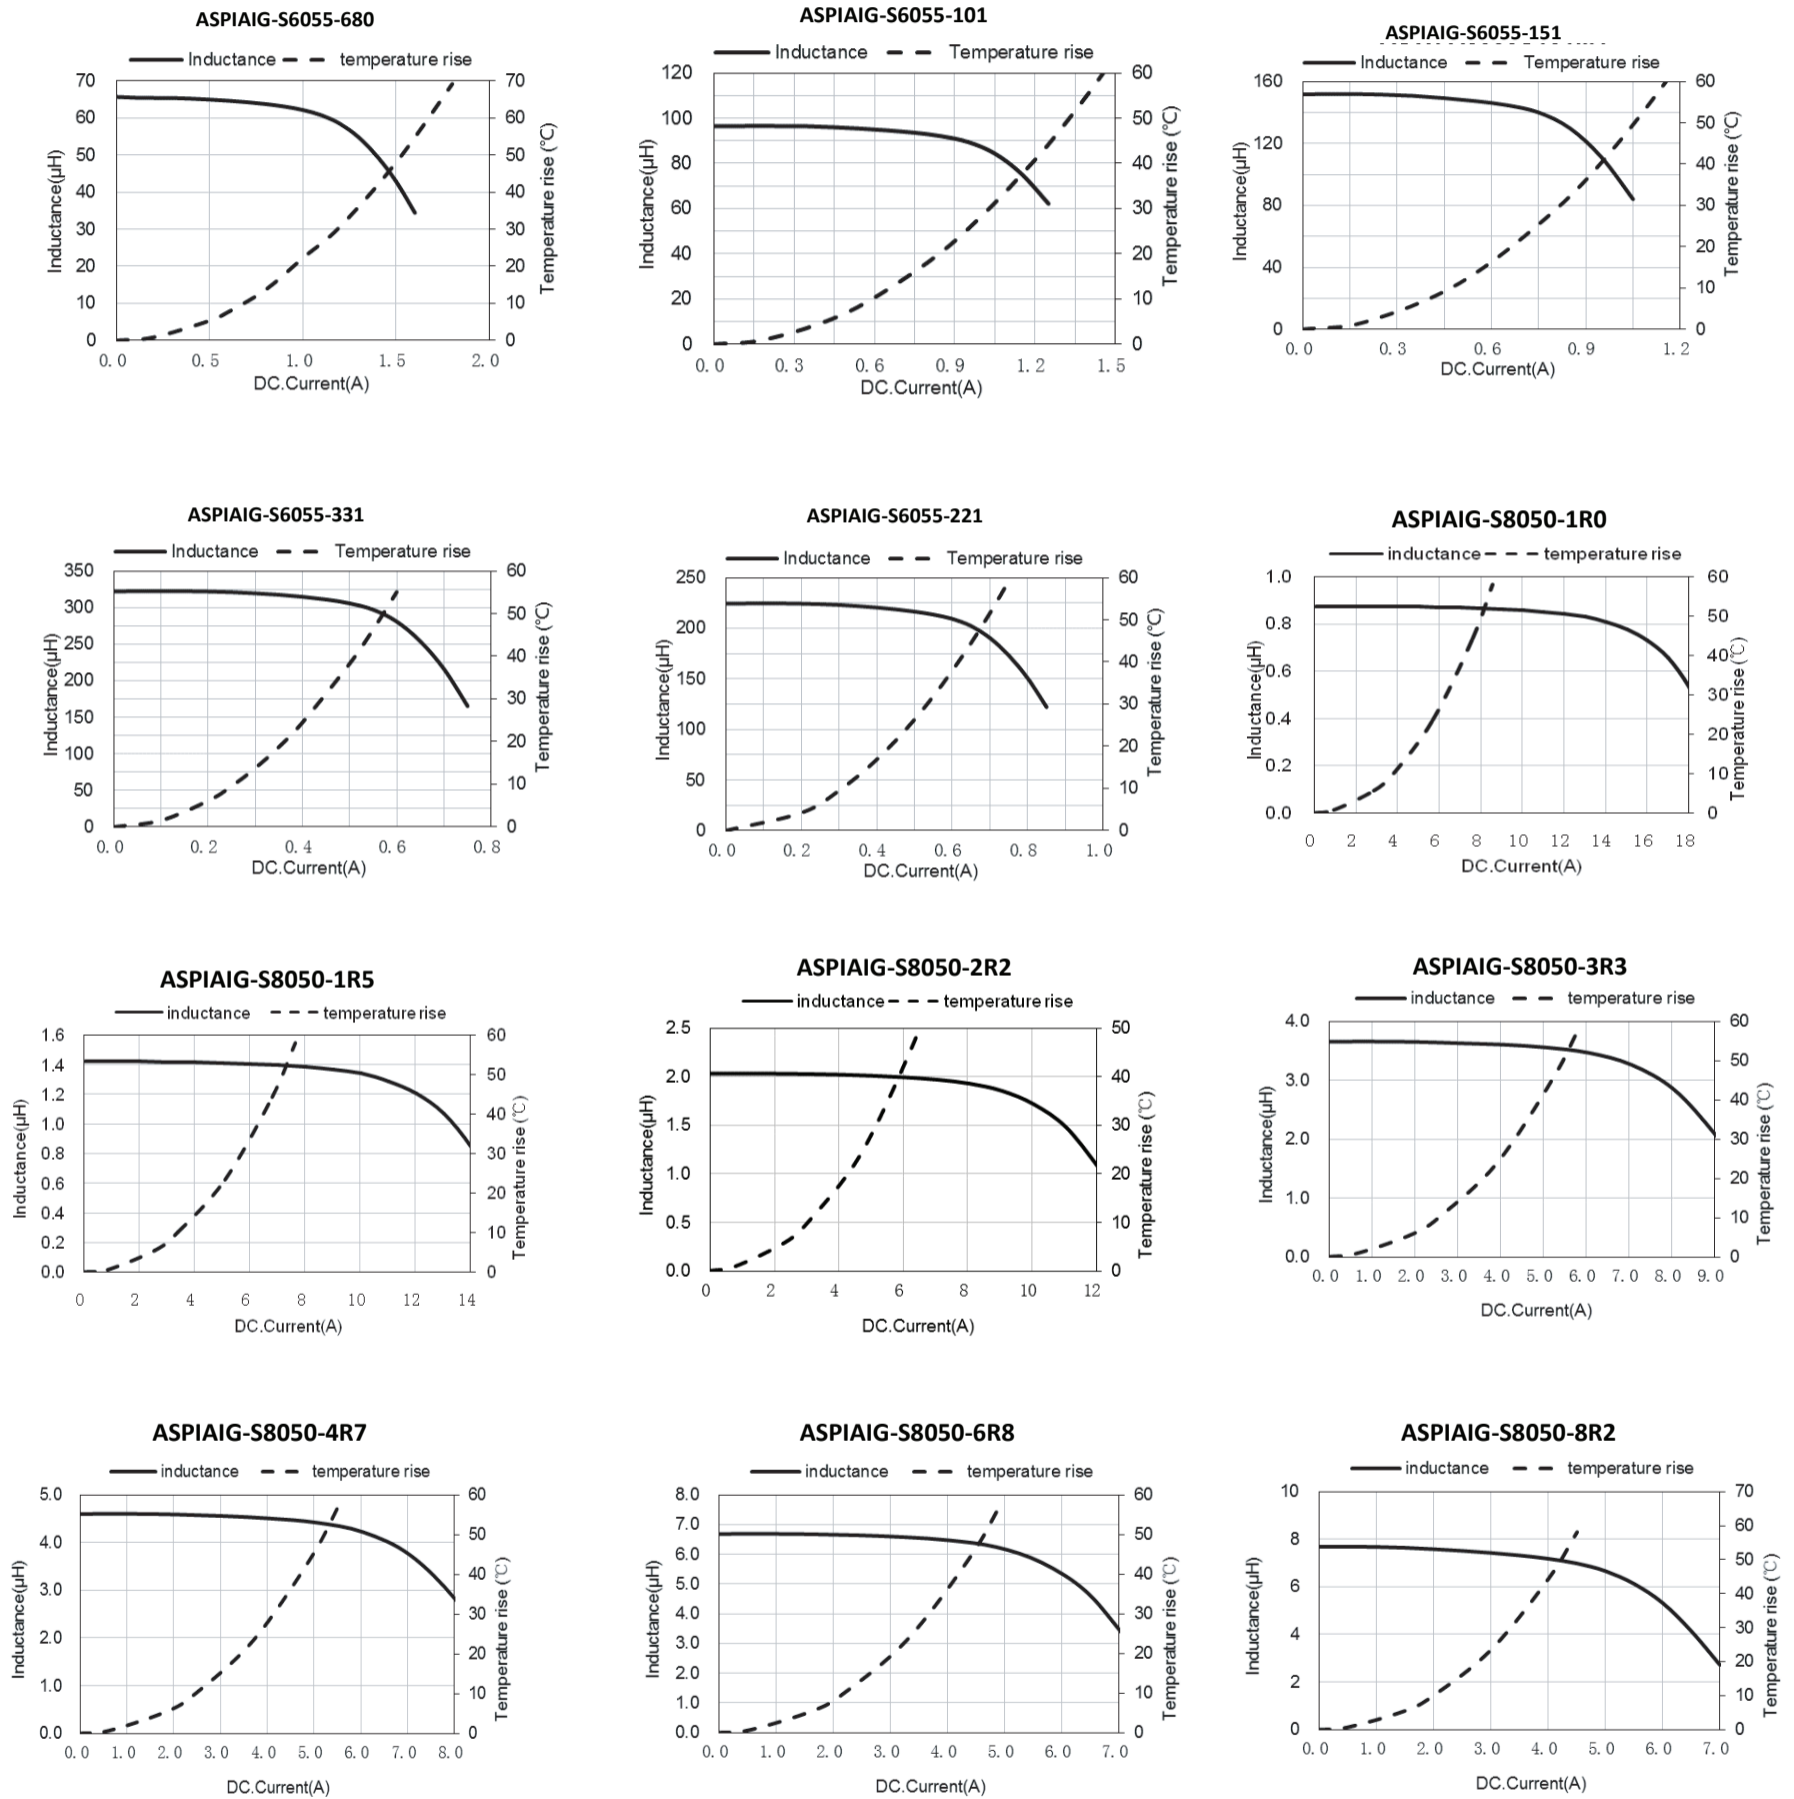 ASPIAIG-S6055-680
Inductance temperature rise
70 70
60 60
50 50
40 40
30 30
20 20
10 10
0 0
Inductance(μH)
Temperature rise (℃)
0.0 0.5 1.0 1.5 2.0
DC.Current(A)
ASPIAIG-S6055-101
Inductance Temperature rise
120 60
100 50
80 40
60 30
40 20
20 10
0 0
Inductance(μH)
Temperature rise (℃)
0.0 0.3 0.6 0.9 1.2 1.5
DC.Current(A)
ASPIAIG-S6055-151
Inductance Temperature rise
160 60
50
120 40
80 30
20
40 10
0 0
Inductance(μH)
Temperature rise (℃)
0.0 0.3 0.6 0.9 1.2
DC.Current(A)
ASPIAIG-S6055-331
Inductance Temperature rise
350 60
300 50
250 40
200 30
150 20
100
50 10
0 0
Inductance(μH)
Temperature rise (℃)
0.0 0.2 0.4 0.6 0.8
DC.Current(A)
ASPIAIG-S6055-221
Inductance Temperature rise
250 60
200 50
150 40
100 30
20
50 10
0 0
Inductance(μH)
Temperature rise (℃)
0.0 0.2 0.4 0.6 0.8 1.0
DC.Current(A)
ASPIAIG-S8050-1R0
inductance temperature rise
1.0 60
0.8 50
0.6 40
30
0.4 20
0.2 10
0.0 0
Inductance(μH)
Temperature rise (℃)
0 2 4 6 8 10 12 14 16 18
DC.Current(A)
ASPIAIG-S8050-1R5
inductance temperature rise
1.6 60
1.4 50
1.2 40
1.0
0.8 30
0.6 20
0.4 10
0.2
0.0 0
Inductance(μH)
Temperature rise (℃)
0 2 4 6 8 10 12 14
DC.Current(A)
ASPIAIG-S8050-2R2
inductance temperature rise
2.5 50
2.0 40
1.5 30
1.0 20
0.5 10
0.0 0
Inductance(μH)
Temperature rise (℃)
0 2 4 6 8 10 12
DC.Current(A)
ASPIAIG-S8050-3R3
inductance temperature rise
4.0 60
50
3.0 40
2.0 30
20
1.0 10
0.0 0
Inductance(μH)
Temperature rise (℃)
0.0 1.0 2.0 3.0 4.0 5.0 6.0 7.0 8.0 9.0
DC.Current(A)
ASPIAIG-S8050-4R7
inductance temperature rise
5.0 60
4.0 50
3.0 40
30
2.0 20
1.0 10
0.0 0
Inductance(μH)
Temperature rise (℃)
0.0 1.0 2.0 3.0 4.0 5.0 6.0 7.0 8.0
DC.Current(A)
ASPIAIG-S8050-6R8
inductance temperature rise
8.0 60
7.0 50
6.0 40
5.0
4.0 30
3.0 20
2.0 10
1.0
0.0 0
Inductance(μH)
Temperature rise (℃)
0.0 1.0 2.0 3.0 4.0 5.0 6.0 7.0
DC.Current(A)
ASPIAIG-S8050-8R2
inductance temperature rise
10 70
8 60
50
6 40
4 30
20
2 10
0 0
Inductance(μH)
Temperature rise (℃)
0.0 1.0 2.0 3.0 4.0 5.0 6.0 7.0
DC.Current(A)